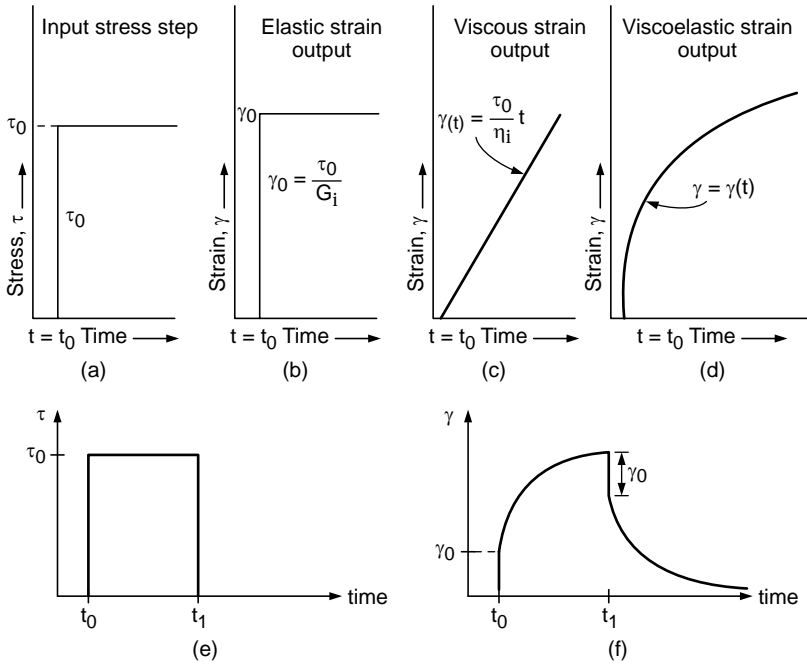 Input stress step
τ0
τ0
Stress, τ
t = t0 Time
(a)
Elastic strain
output
γ0
γ0 = τ0/Gi
Strain, γ
t = t0 Time
(b)
Viscous strain
output
γ(t) = τ0/ηi t
Strain, γ
t = t0 Time
(c)
Viscoelastic strain
output
γ = γ(t)
Strain, γ
t = t0 Time
(d)
τ
τ0
t0
t1
time
(e)
γ
γ0
γ0
t0
t1
time
(f)